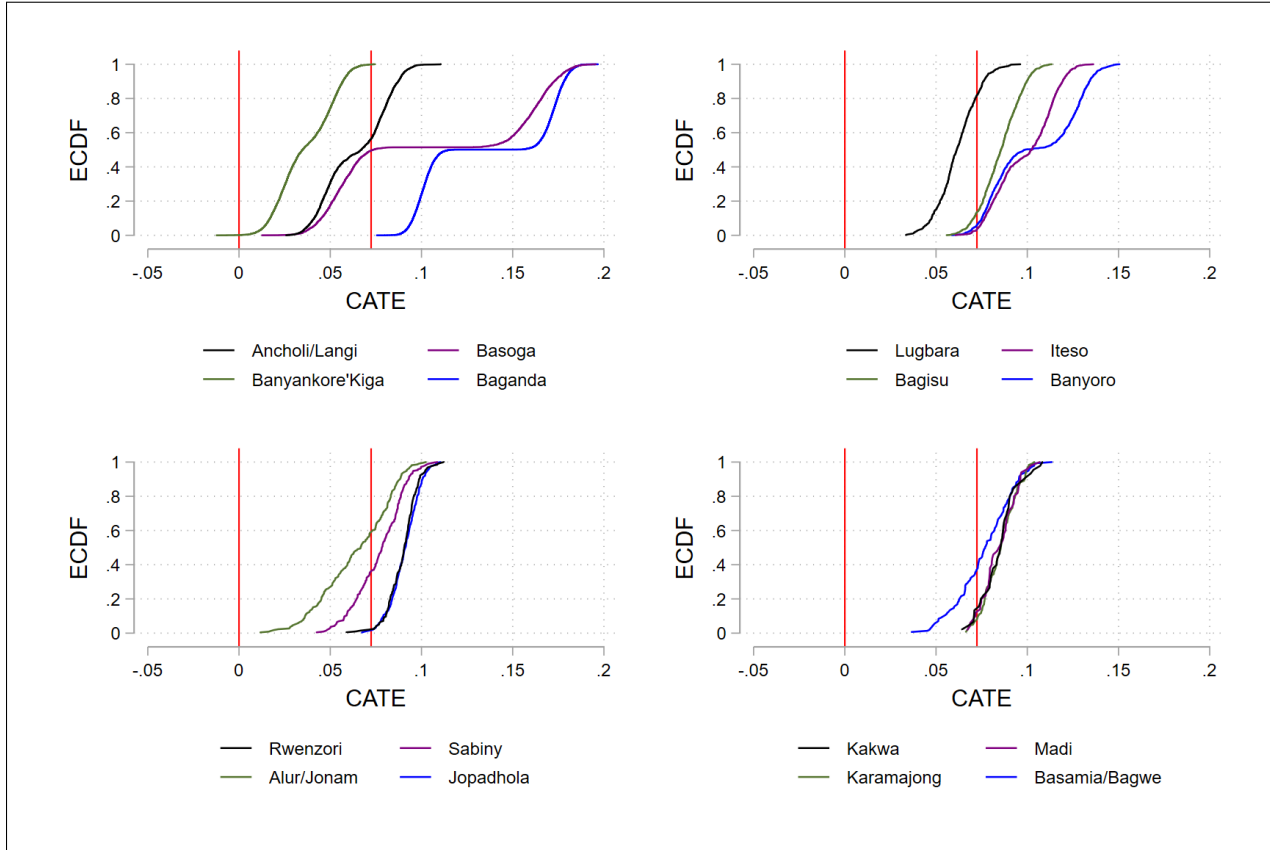 1
.8
.6
.4
.2
0
ECDF
-.05 0 .05 .1 .15 .2
CATE
Ancholi/Langi Basoga
Banyankore'Kiga Baganda
1
.8
.6
.4
.2
0
ECDF
-.05 0 .05 .1 .15 .2
CATE
Lugbara Iteso
Bagisu Banyoro
1
.8
.6
.4
.2
0
ECDF
-.05 0 .05 .1 .15 .2
CATE
Rwenzori Sabiny
Alur/Jonam Jopadhola
1
.8
.6
.4
.2
0
ECDF
-.05 0 .05 .1 .15 .2
CATE
Kakwa Madi
Karamajong Basamia/Bagwe